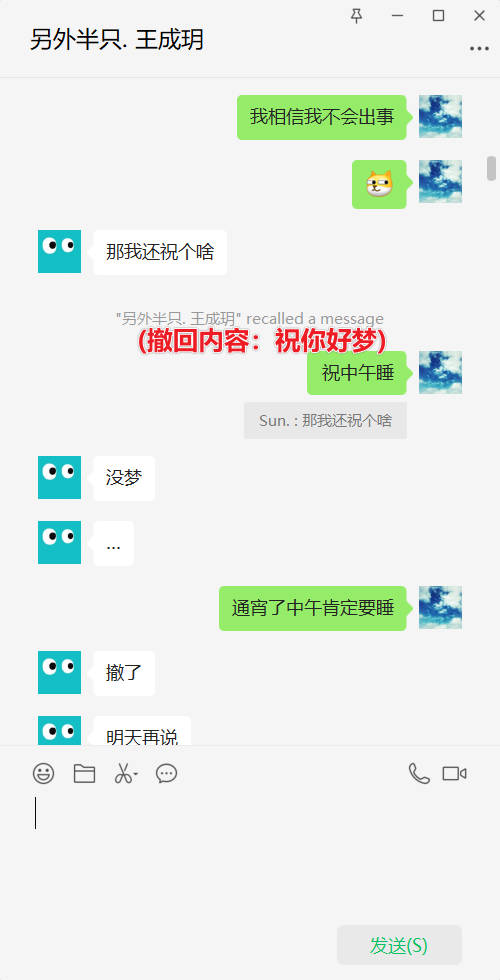 另外半只. 王成玥
我相信我不会出事
那我还祝个啥
"另外半只. 王成玥" recalled a message
(撤回内容：祝你好梦)
祝中午睡
Sun. : 那我还祝个啥
没梦
...
通宵了中午肯定要睡
撤了
明天再说
发送(S)